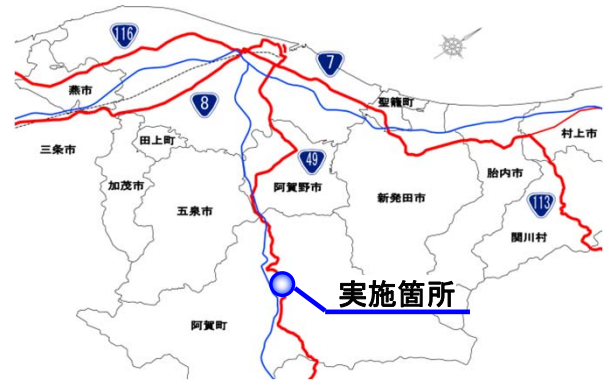 116
7
燕市
8
聖籠町
三条市
田上町
49
村上市
加茂市
阿賀野市
胎内市
五泉市
新発田市
113
関川村
実施箇所
阿賀町